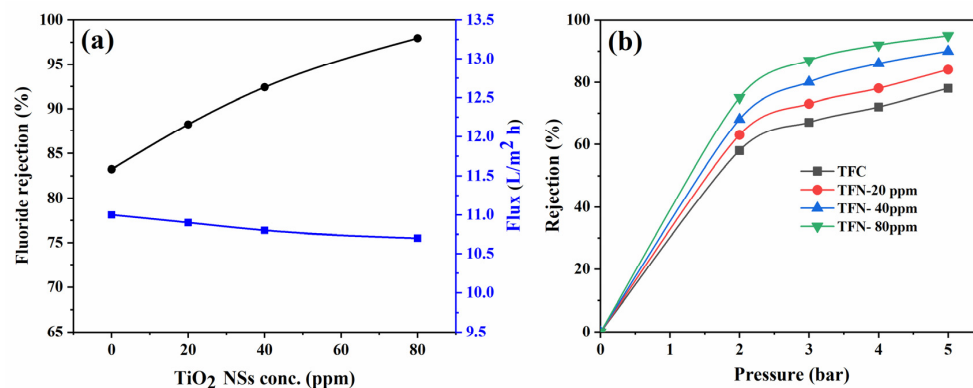 (a)
Fluoride rejection (%)
100
95
90
85
80
75
70
65
0 20 40 60 80
TiO2 NSs conc. (ppm)
13.5
13.0
12.5
12.0
11.5
11.0
10.5
10.0
9.5
Flux (L/m2 h)
(b)
Rejection (%)
100
80
60
40
20
0
0 1 2 3 4 5
Pressure (bar)
TFC
TFN-20 ppm
TFN- 40ppm
TFN- 80ppm